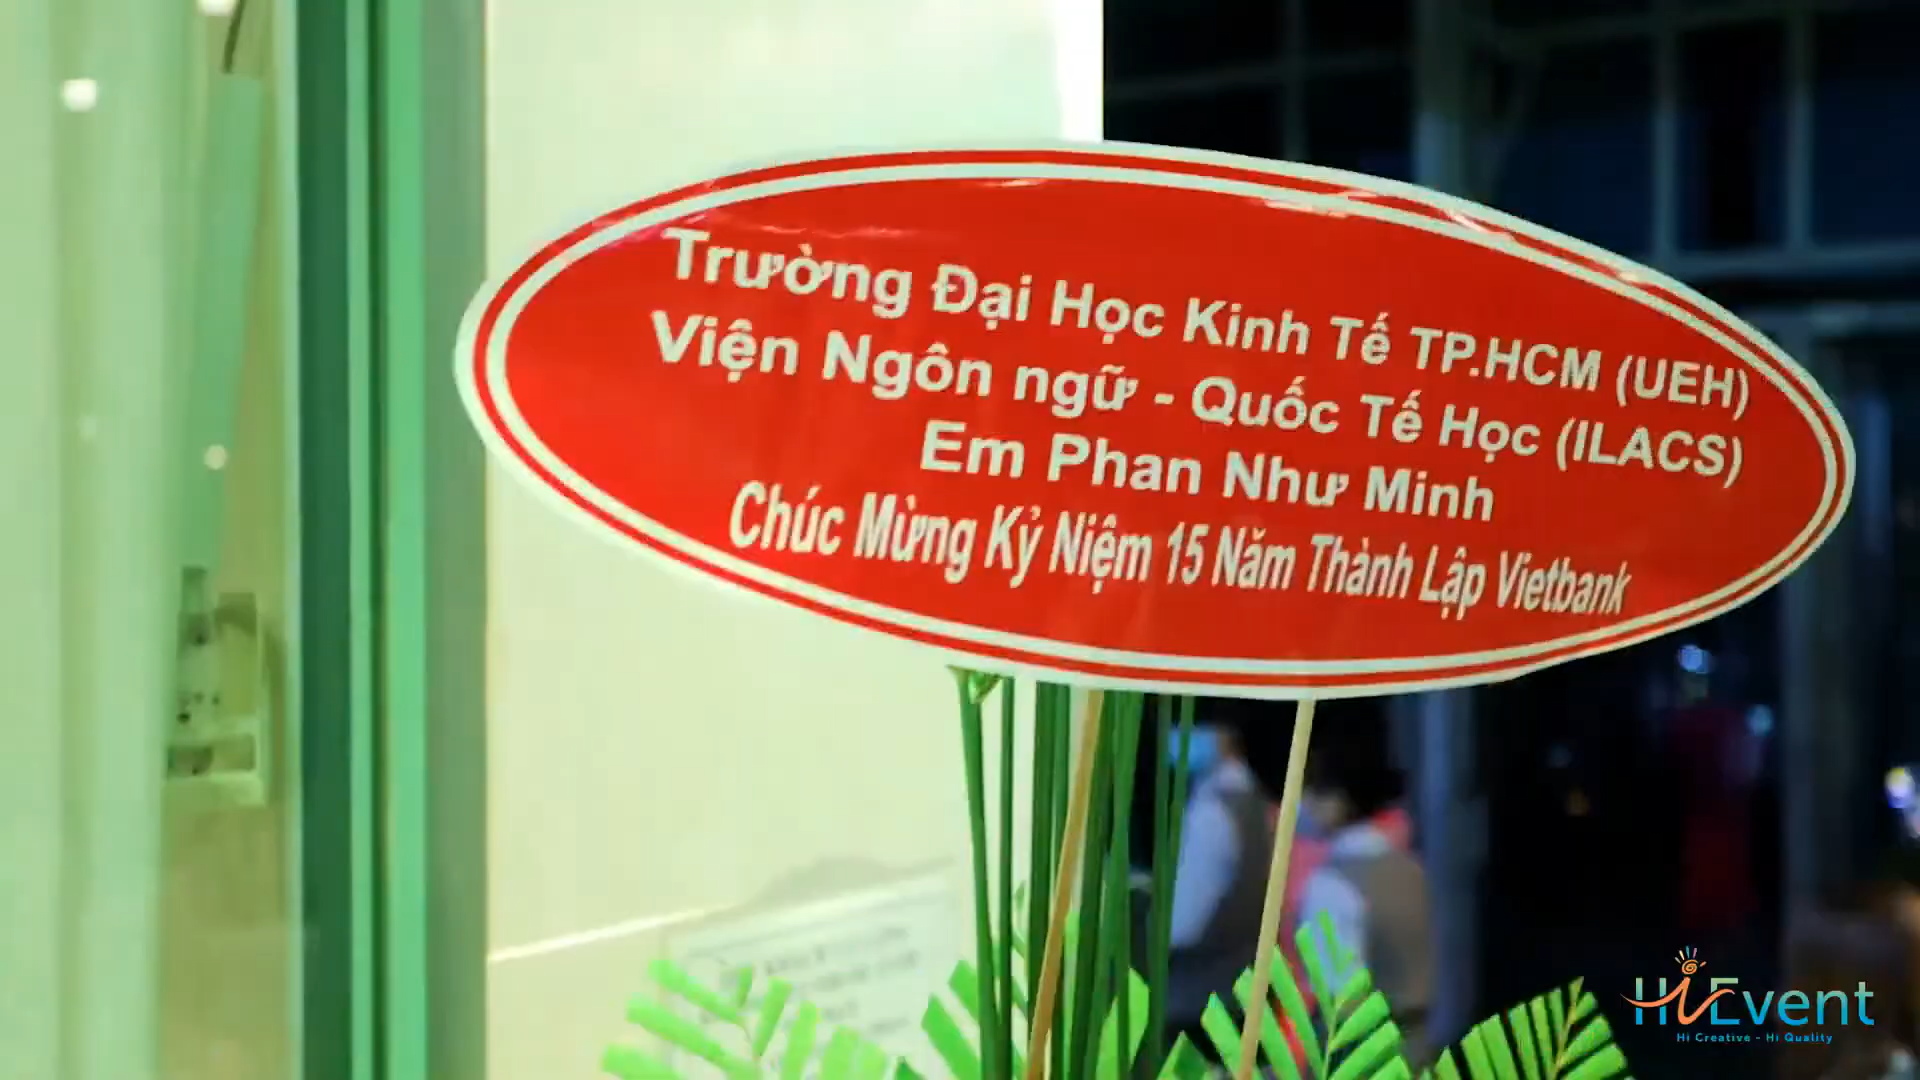 Trường Đại Học Kinh Tế TP.HCM (UEH)
Viện Ngôn ngữ - Quốc Tế Học (ILACS)
Em Phan Như Minh
Chúc Mừng Kỷ Niệm 15 Năm Thành Lập Vietbank
HiEvent
Hi Creative - Hi Quality